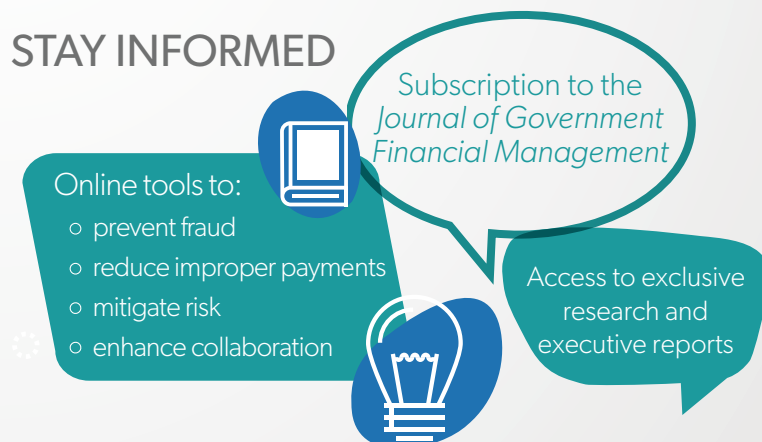 STAY INFORMED
Subscription to the
Journal of Government
Financial Management
Online tools to:
○ prevent fraud
○ reduce improper payments
○ mitigate risk
○ enhance collaboration
Access to exclusive
research and
executive reports